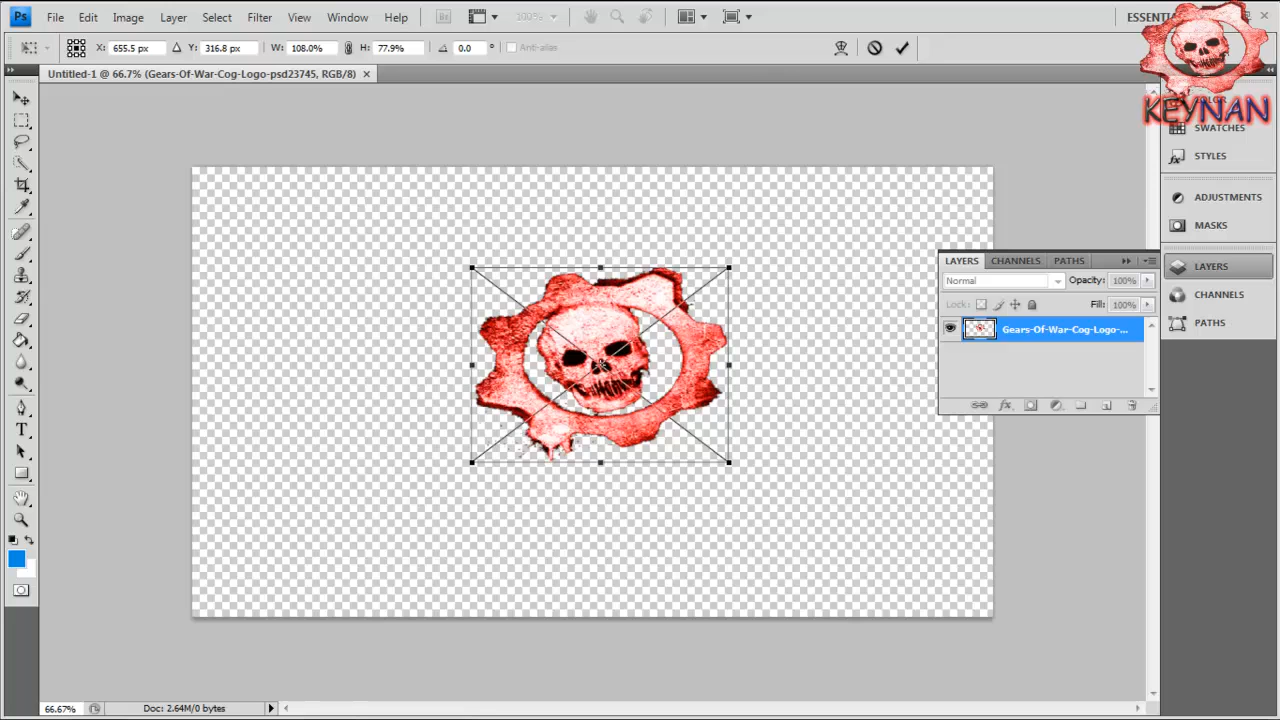 Ps File Edit Image Layer Select Filter View Window Help Br 100% ESSENTI
X: 655.5 px Y: 316.8 px W: 108.0% H: 77.9% 0.0 ° Anti-alias
Untitled-1 @ 66.7% (Gears-Of-War-Cog-Logo-psd23745, RGB/8)
KEYNAN
SWATCHES
STYLES
ADJUSTMENTS
MASKS
LAYERS CHANNELS PATHS
Normal Opacity: 100%
Lock: Fill: 100%
Gears-Of-War-Cog-Logo-...
LAYERS
CHANNELS
PATHS
T
66.67% Doc: 2.64M/0 bytes